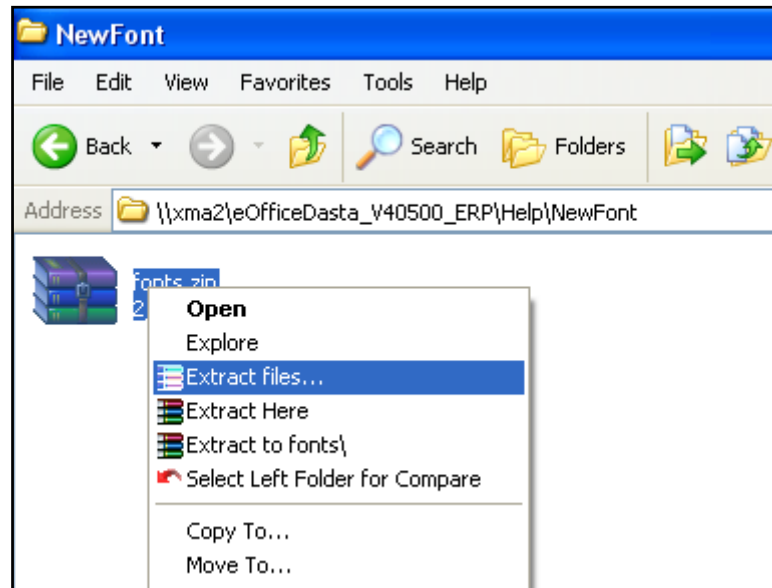 NewFont
File Edit View Favorites Tools Help
Back Search Folders
Address \\xma2\eOfficeDasta_V40500_ERP\Help\NewFont
fonts.zip
2
Open
Explore
Extract files...
Extract Here
Extract to fonts\
Select Left Folder for Compare
Copy To...
Move To...